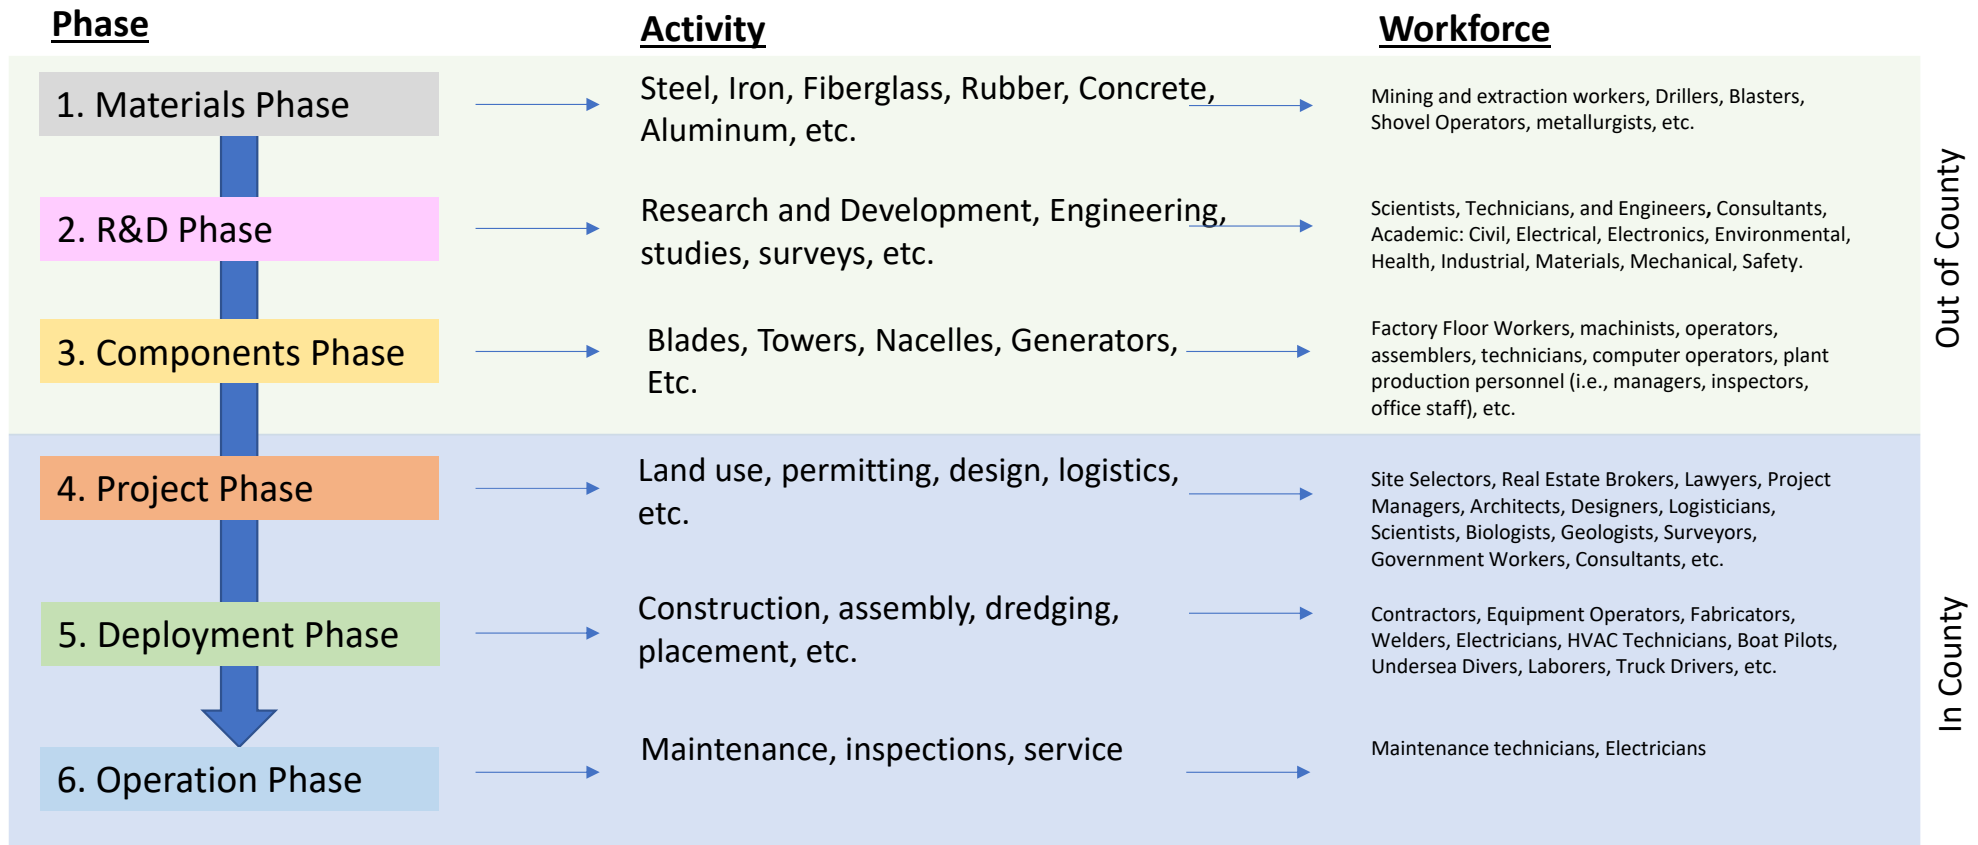 Phase
Activity
Workforce
1. Materials Phase
Steel, Iron, Fiberglass, Rubber, Concrete,
Aluminum, etc.
Mining and extraction workers, Drillers, Blasters,
Shovel Operators, metallurgists, etc.
2. R&D Phase
Research and Development, Engineering,
studies, surveys, etc.
Scientists, Technicians, and Engineers, Consultants,
Academic: Civil, Electrical, Electronics, Environmental,
Health, Industrial, Materials, Mechanical, Safety.
3. Components Phase
Blades, Towers, Nacelles, Generators,
Etc.
Factory Floor Workers, machinists, operators,
assemblers, technicians, computer operators, plant
production personnel (i.e., managers, inspectors,
office staff), etc.
Out of County
4. Project Phase
Land use, permitting, design, logistics,
etc.
Site Selectors, Real Estate Brokers, Lawyers, Project
Managers, Architects, Designers, Logisticians,
Scientists, Biologists, Geologists, Surveyors,
Government Workers, Consultants, etc.
5. Deployment Phase
Construction, assembly, dredging,
placement, etc.
Contractors, Equipment Operators, Fabricators,
Welders, Electricians, HVAC Technicians, Boat Pilots,
Undersea Divers, Laborers, Truck Drivers, etc.
6. Operation Phase
Maintenance, inspections, service
Maintenance technicians, Electricians
In County